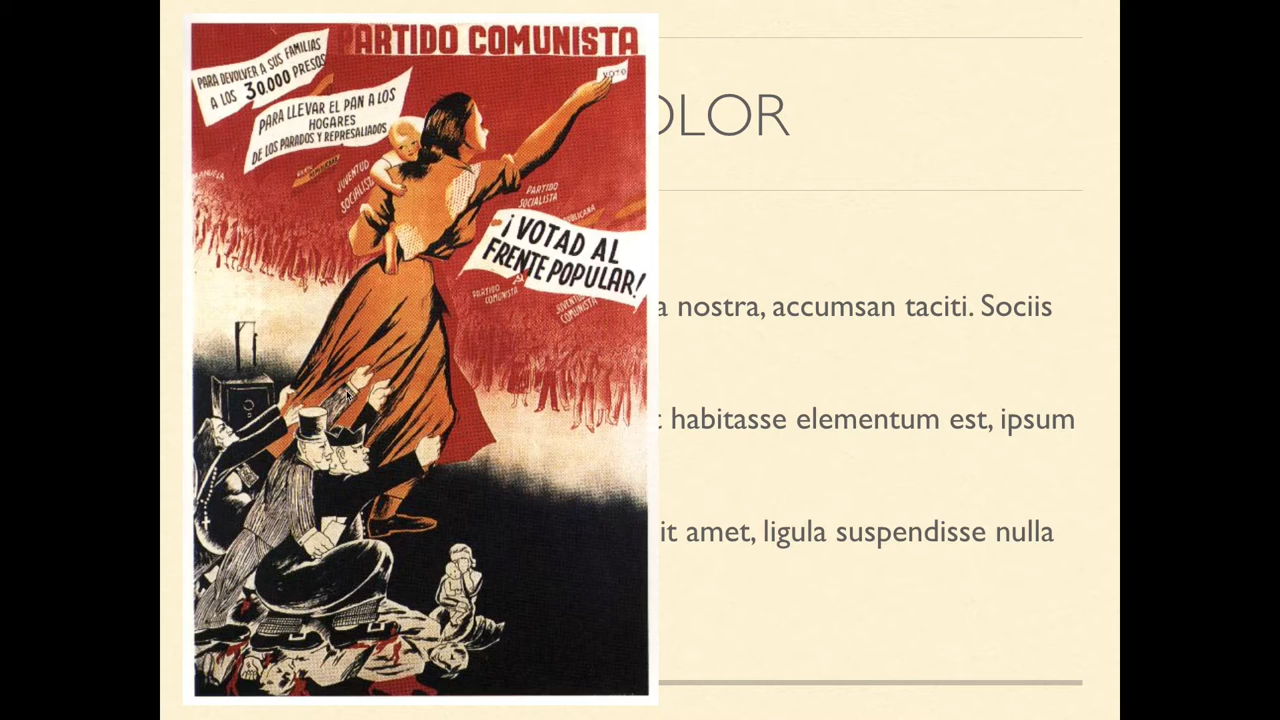 PARTIDO COMUNISTA
PARA DEVOLVER A SUS FAMILIAS
A LOS 30.000 PRESOS
PARA LLEVAR EL PAN A LOS
HOGARES
DE LOS PARADOS Y REPRESALIADOS
VOTO
JUVENTUD
SOCIALISTA
PARTIDO
SOCIALISTA
¡VOTAD AL
FRENTE POPULAR!
PARTIDO
COMUNISTA
COMUNISTA
OLOR
a nostra, accumsan taciti. Sociis
habitasse elementum est, ipsum
it amet, ligula suspendisse nulla